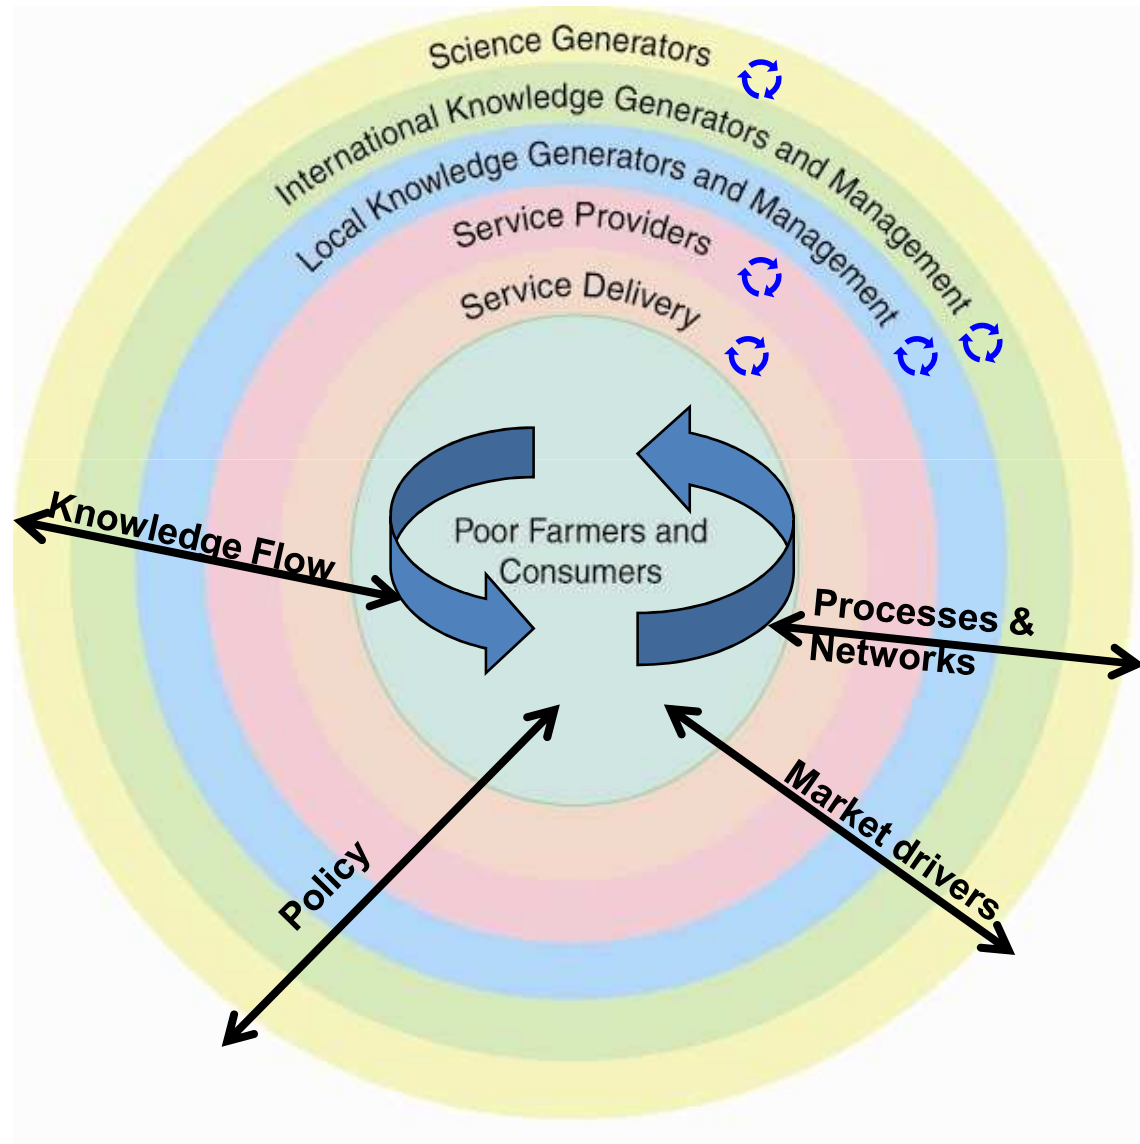 Science Generators
International Knowledge Generators and Management
Local Knowledge Generators and Management
Service Providers
Service Delivery
Poor Farmers and
Consumers
Knowledge Flow
Processes &
Networks
Market drivers
Policy